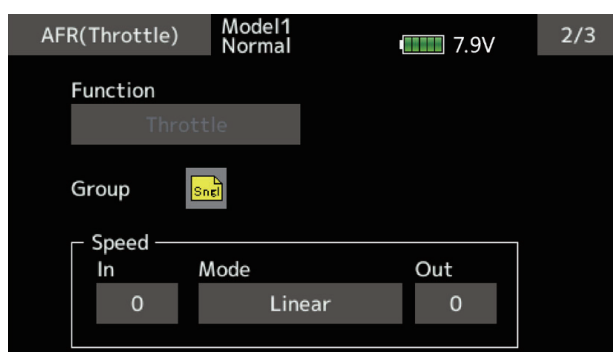 AFR(Throttle) Model1 Normal 7.9V 2/3
Function
Throttle
Group Sngl
Speed
In Mode Out
0 Linear 0